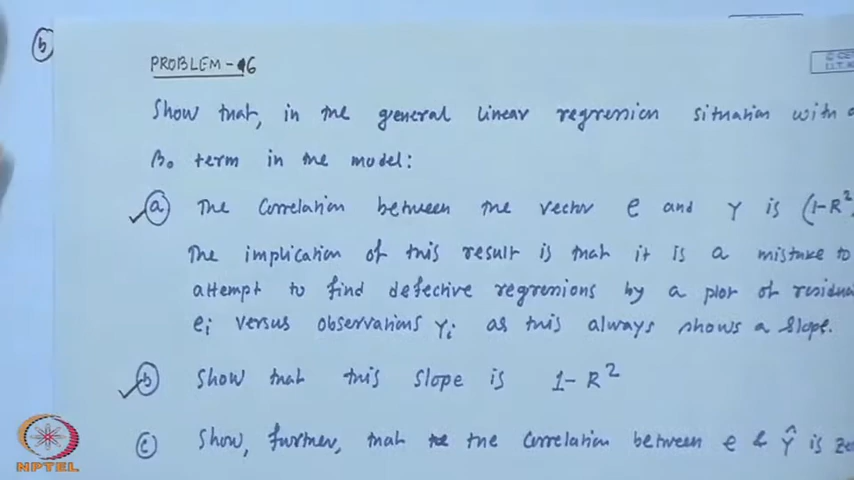 b
PROBLEM - 6
Show that, in the general linear regression situation with a
β₀ term in the model:
a The correlation between the vector e and Y is (1-R²
The implication of this result is that it is a mistake to
attempt to find defective regressions by a plot of
eᵢ versus observations Yᵢ as this always shows a slope.
b Show that this slope is 1-R²
c Show, further, that the correlation between e & Ŷ is
NPTEL